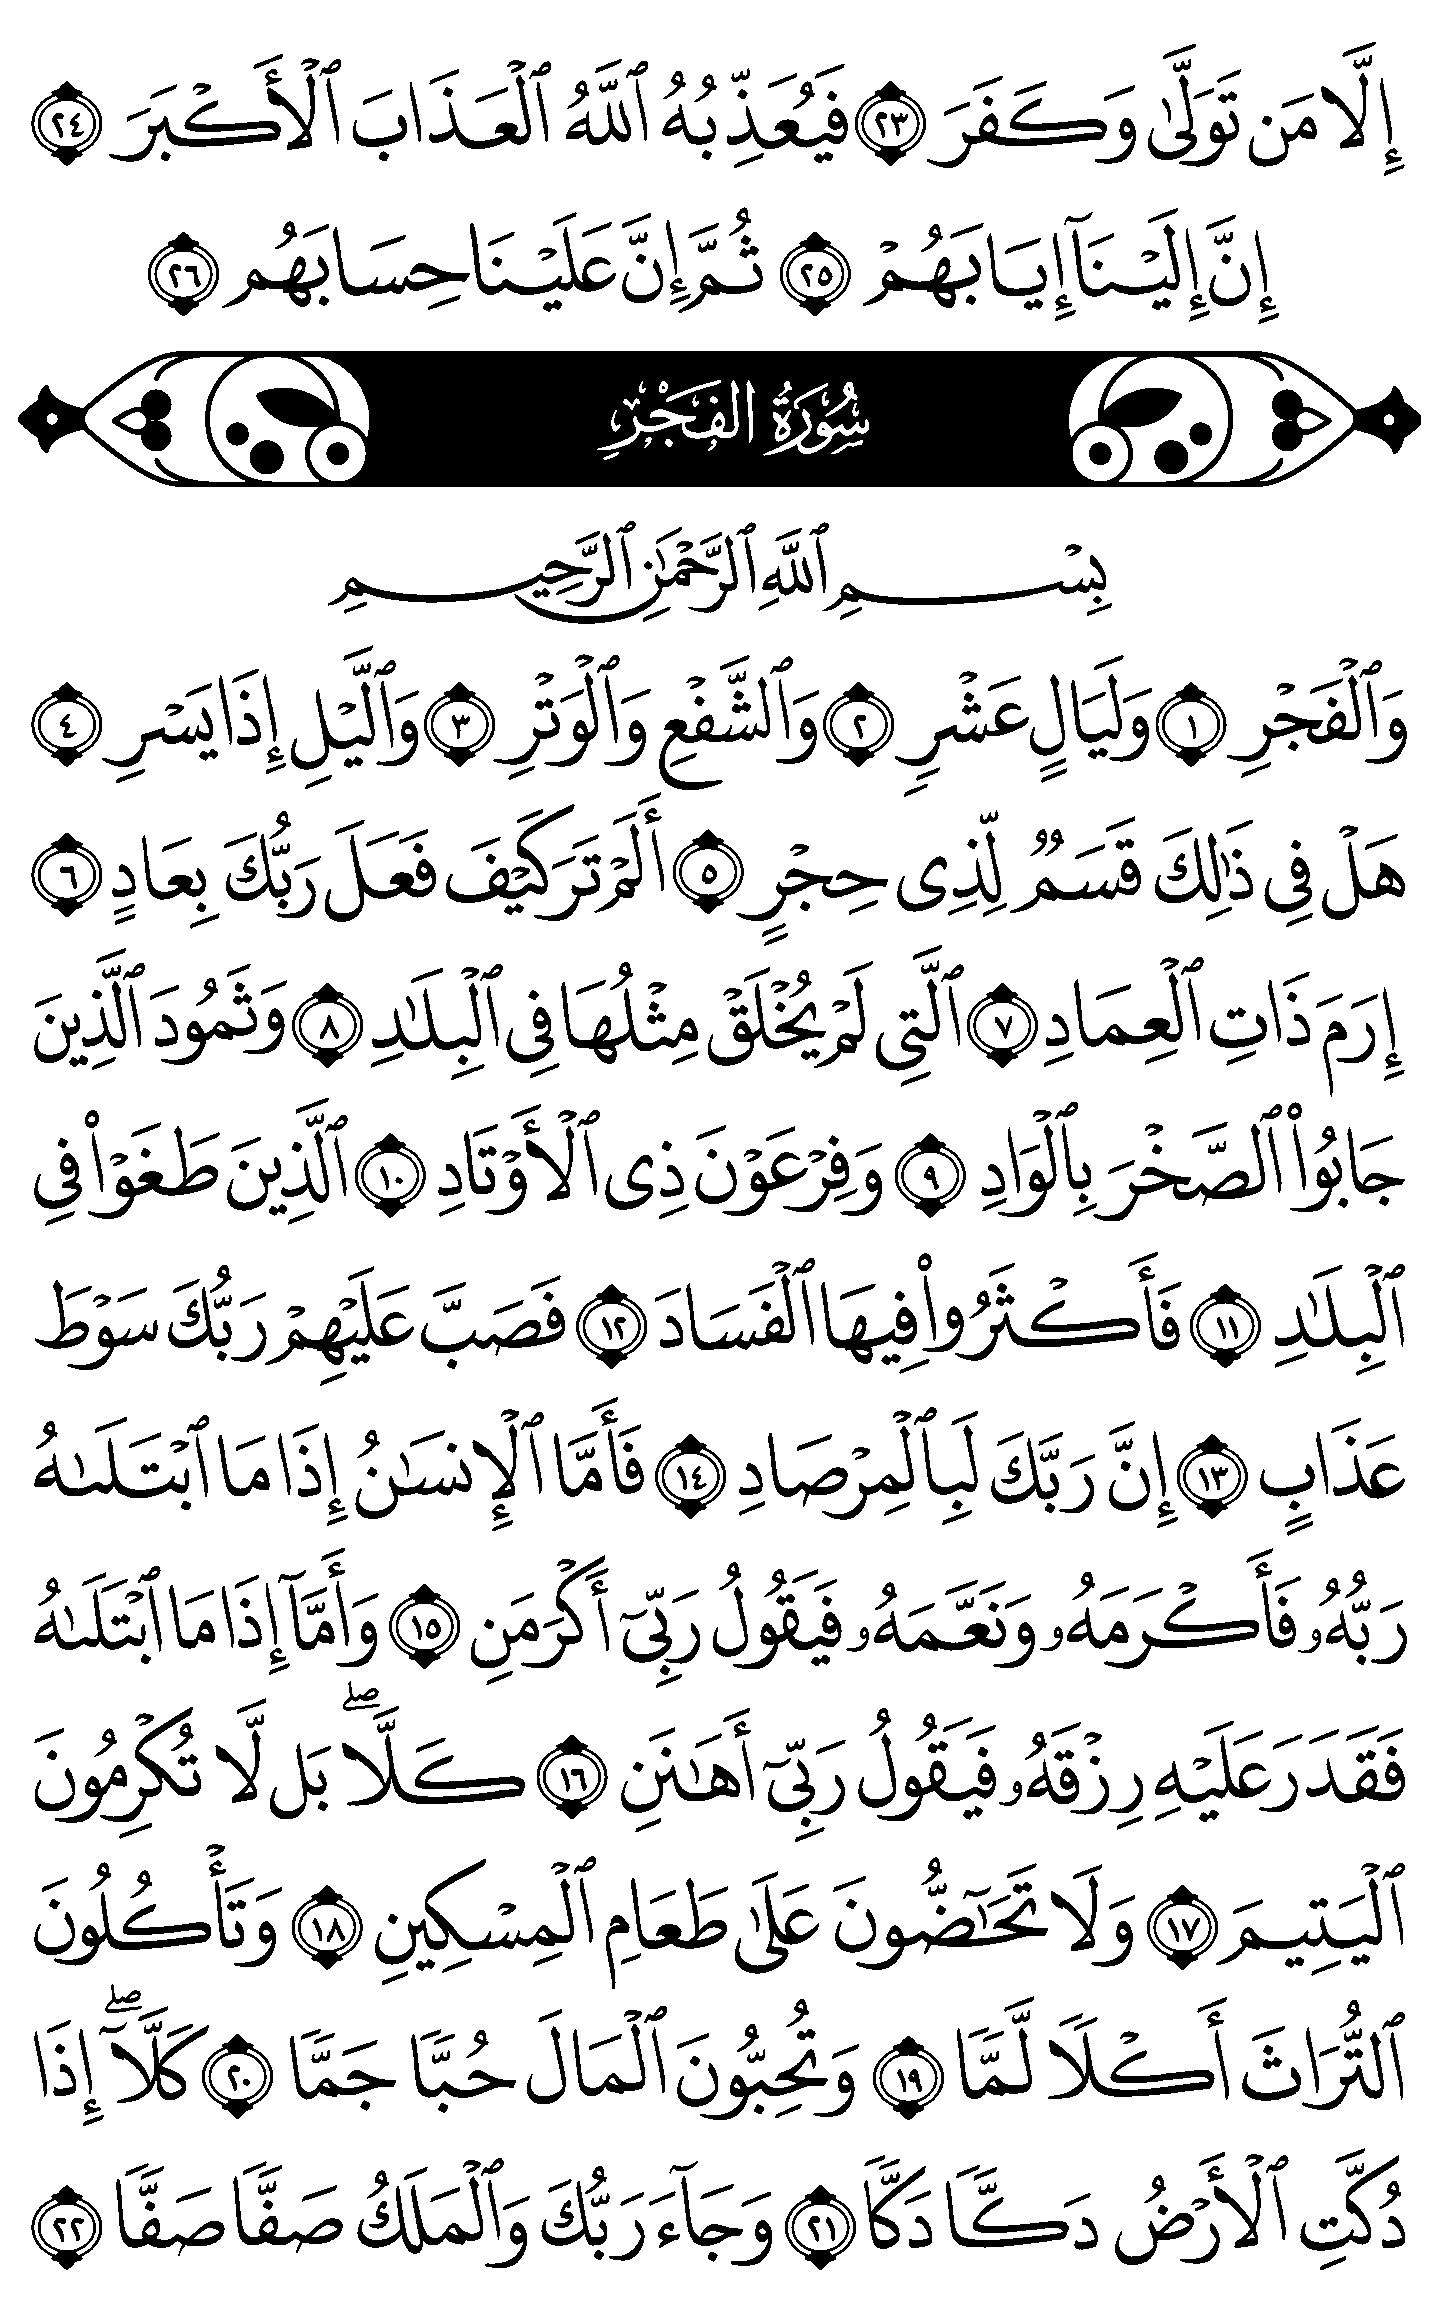 إِلَّا مَن تَوَلَّىٰ وَكَفَرَ ٢٣ فَيُعَذِّبُهُ ٱللَّهُ ٱلْعَذَابَ ٱلْأَكْبَرَ ٢٤
إِنَّ إِلَيْنَآ إِيَابَهُمْ ٢٥ ثُمَّ إِنَّ عَلَيْنَا حِسَابَهُم ٢٦
سُورَةُ الفَجْرِ
بِسْمِ ٱللَّهِ ٱلرَّحْمَٰنِ ٱلرَّحِيمِ
وَٱلْفَجْرِ ١ وَلَيَالٍ عَشْرٍ ٢ وَٱلشَّفْعِ وَٱلْوَتْرِ ٣ وَٱلَّيْلِ إِذَا يَسْرِ ٤
هَلْ فِى ذَٰلِكَ قَسَمٌ لِّذِى حِجْرٍ ٥ أَلَمْ تَرَ كَيْفَ فَعَلَ رَبُّكَ بِعَادٍ ٦
إِرَمَ ذَاتِ ٱلْعِمَادِ ٧ ٱلَّتِى لَمْ يُخْلَقْ مِثْلُهَا فِى ٱلْبِلَٰدِ ٨ وَثَمُودَ ٱلَّذِينَ
جَابُوا۟ ٱلصَّخْرَ بِٱلْوَادِ ٩ وَفِرْعَوْنَ ذِى ٱلْأَوْتَادِ ١٠ ٱلَّذِينَ طَغَوْا۟ فِى
ٱلْبِلَٰدِ ١١ فَأَكْثَرُوا۟ فِيهَا ٱلْفَسَادَ ١٢ فَصَبَّ عَلَيْهِمْ رَبُّكَ سَوْطَ
عَذَابٍ ١٣ إِنَّ رَبَّكَ لَبِٱلْمِرْصَادِ ١٤ فَأَمَّا ٱلْإِنسَٰنُ إِذَا مَا ٱبْتَلَىٰهُ
رَبُّهُۥ فَأَكْرَمَهُۥ وَنَعَّمَهُۥ فَيَقُولُ رَبِّىٓ أَكْرَمَنِ ١٥ وَأَمَّآ إِذَا مَا ٱبْتَلَىٰهُ
فَقَدَرَ عَلَيْهِ رِزْقَهُۥ فَيَقُولُ رَبِّىٓ أَهَٰنَنِ ١٦ كَلَّا ۖ بَل لَّا تُكْرِمُونَ
ٱلْيَتِيمَ ١٧ وَلَا تَحَٰٓضُّونَ عَلَىٰ طَعَامِ ٱلْمِسْكِينِ ١٨ وَتَأْكُلُونَ
ٱلتُّرَاثَ أَكْلًا لَّمًّا ١٩ وَتُحِبُّونَ ٱلْمَالَ حُبًّا جَمًّا ٢٠ كَلَّآ ۖ إِذَا
دُكَّتِ ٱلْأَرْضُ دَكًّا دَكًّا ٢١ وَجَآءَ رَبُّكَ وَٱلْمَلَكُ صَفًّا صَفًّا ٢٢